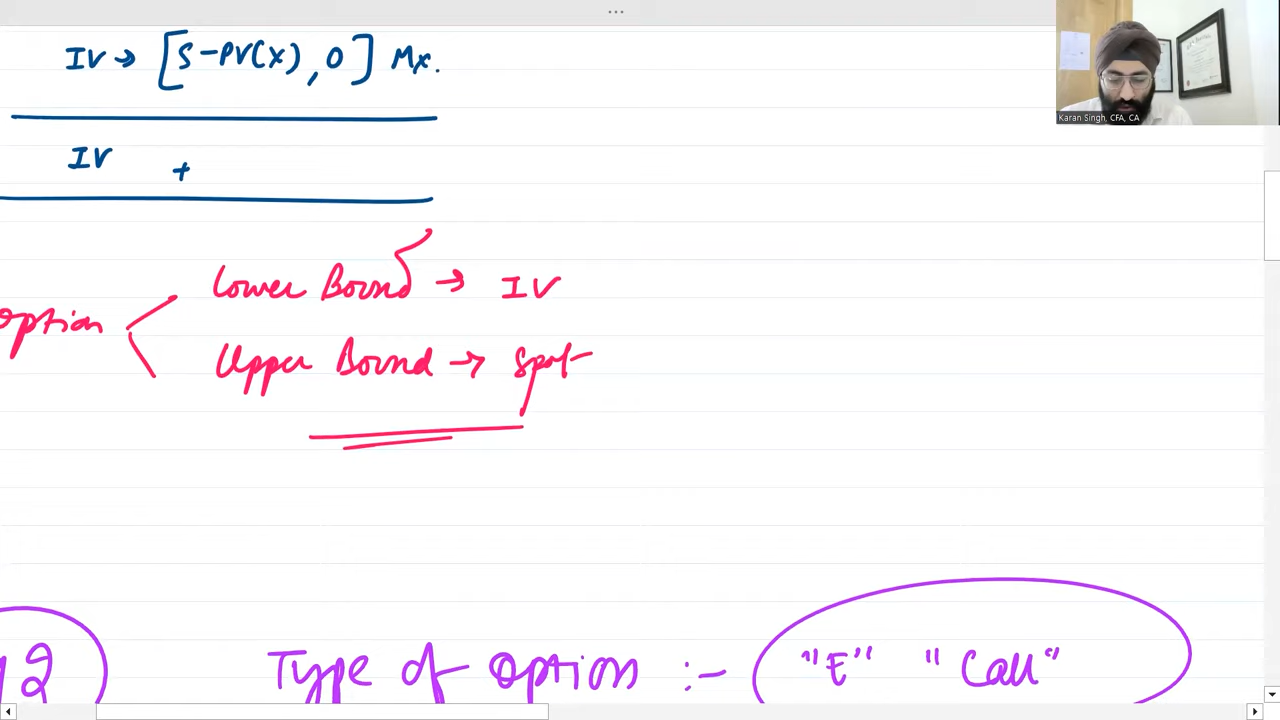 IV → [S-PV(X), 0] Mx.
Karan Singh, CFA, CA
IV +
Lower Bound → IV
option
Upper Bound → Spot
2 Type of option :- "E" "Call"